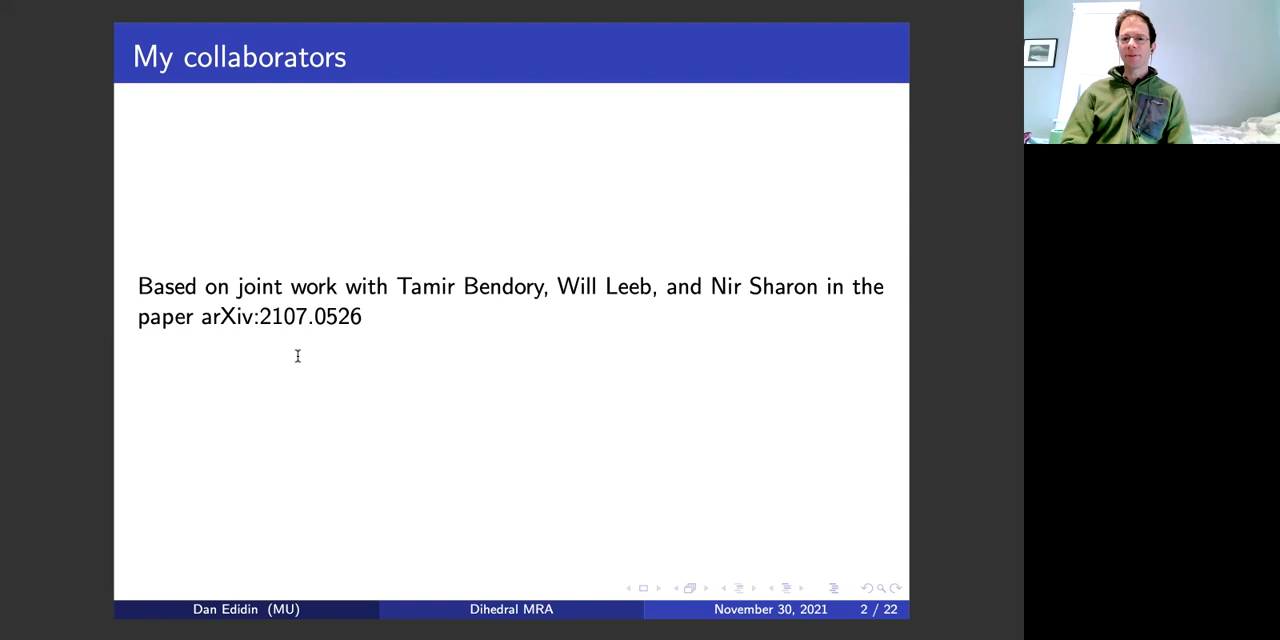 My collaborators
Based on joint work with Tamir Bendory, Will Leeb, and Nir Sharon in the
paper arXiv:2107.0526
Dan Edidin (MU)
Dihedral MRA
November 30, 2021
2 / 22